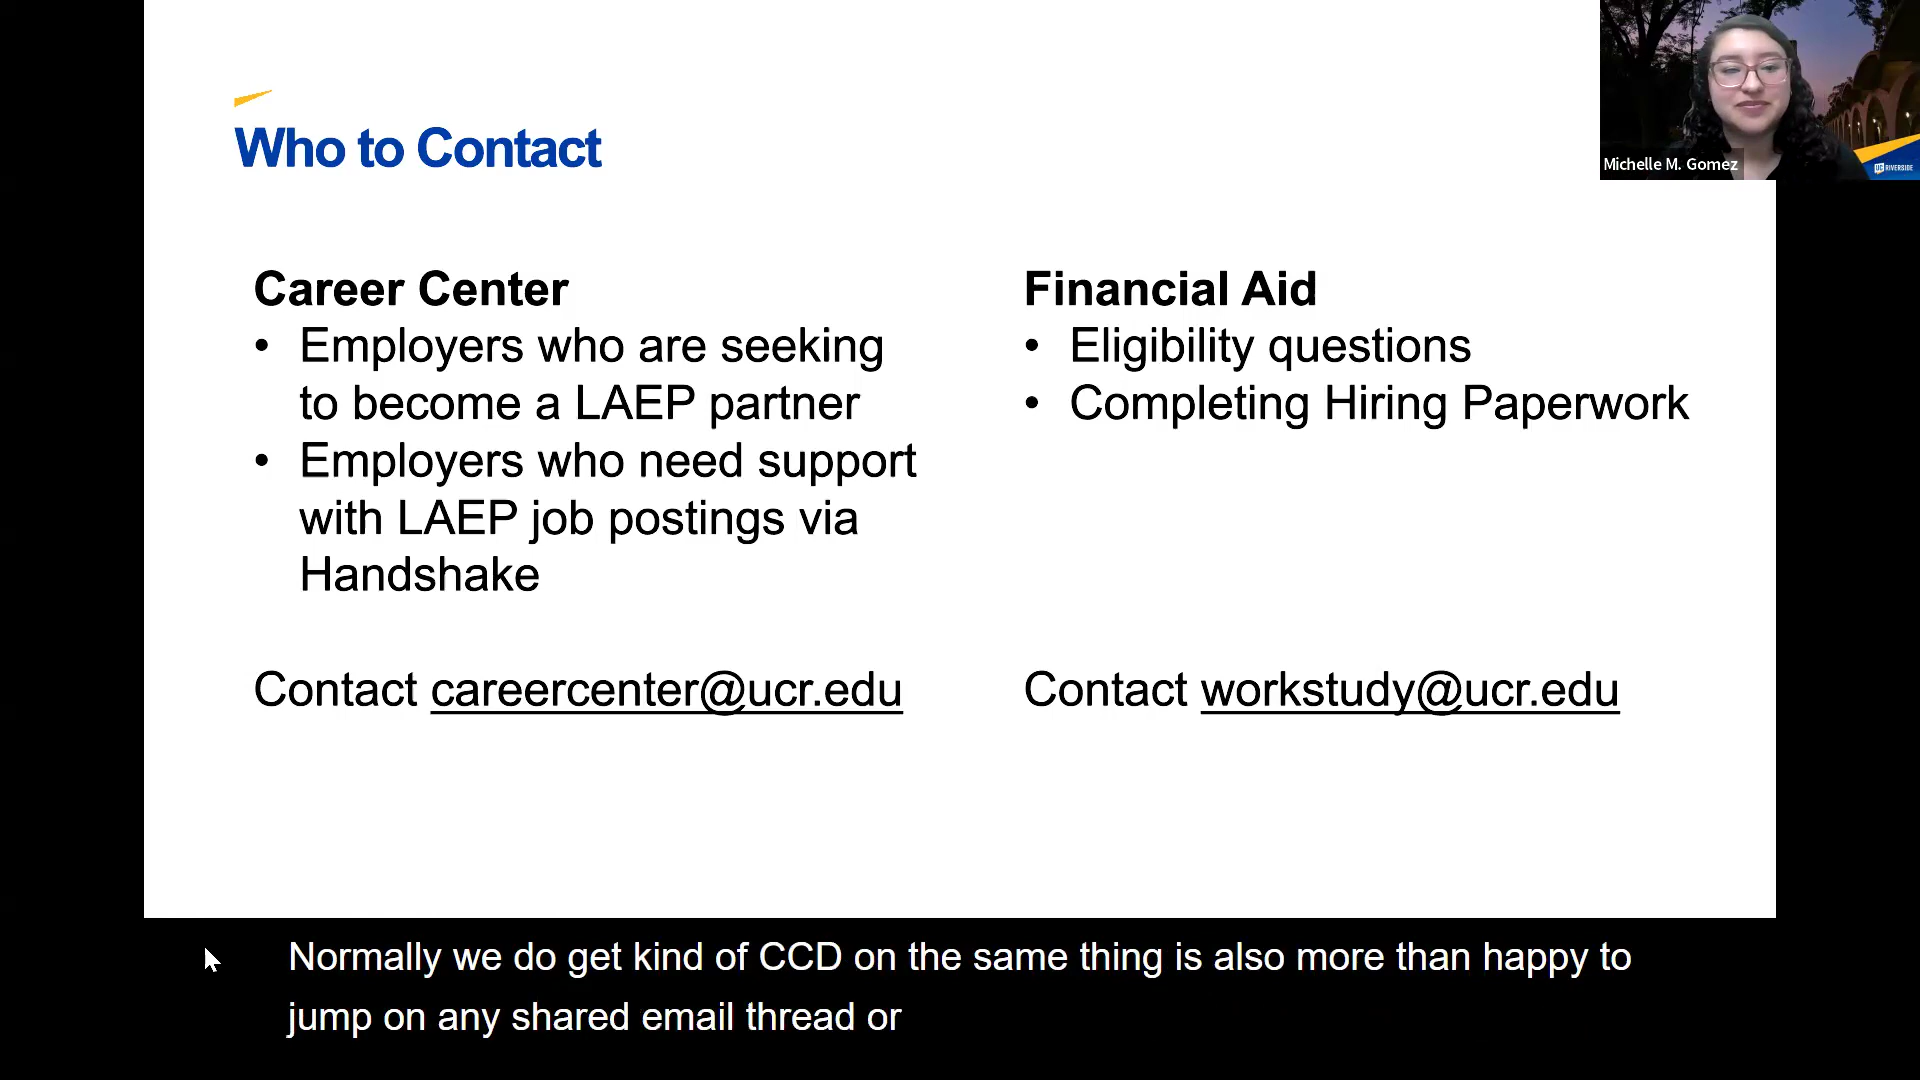 Who to Contact
Career Center
• Employers who are seeking
to become a LAEP partner
• Employers who need support
with LAEP job postings via
Handshake
Contact careercenter@ucr.edu
Financial Aid
• Eligibility questions
• Completing Hiring Paperwork
Contact workstudy@ucr.edu
Michelle M. Gomez
UC RIVERSIDE
Normally we do get kind of CCD on the same thing is also more than happy to
jump on any shared email thread or